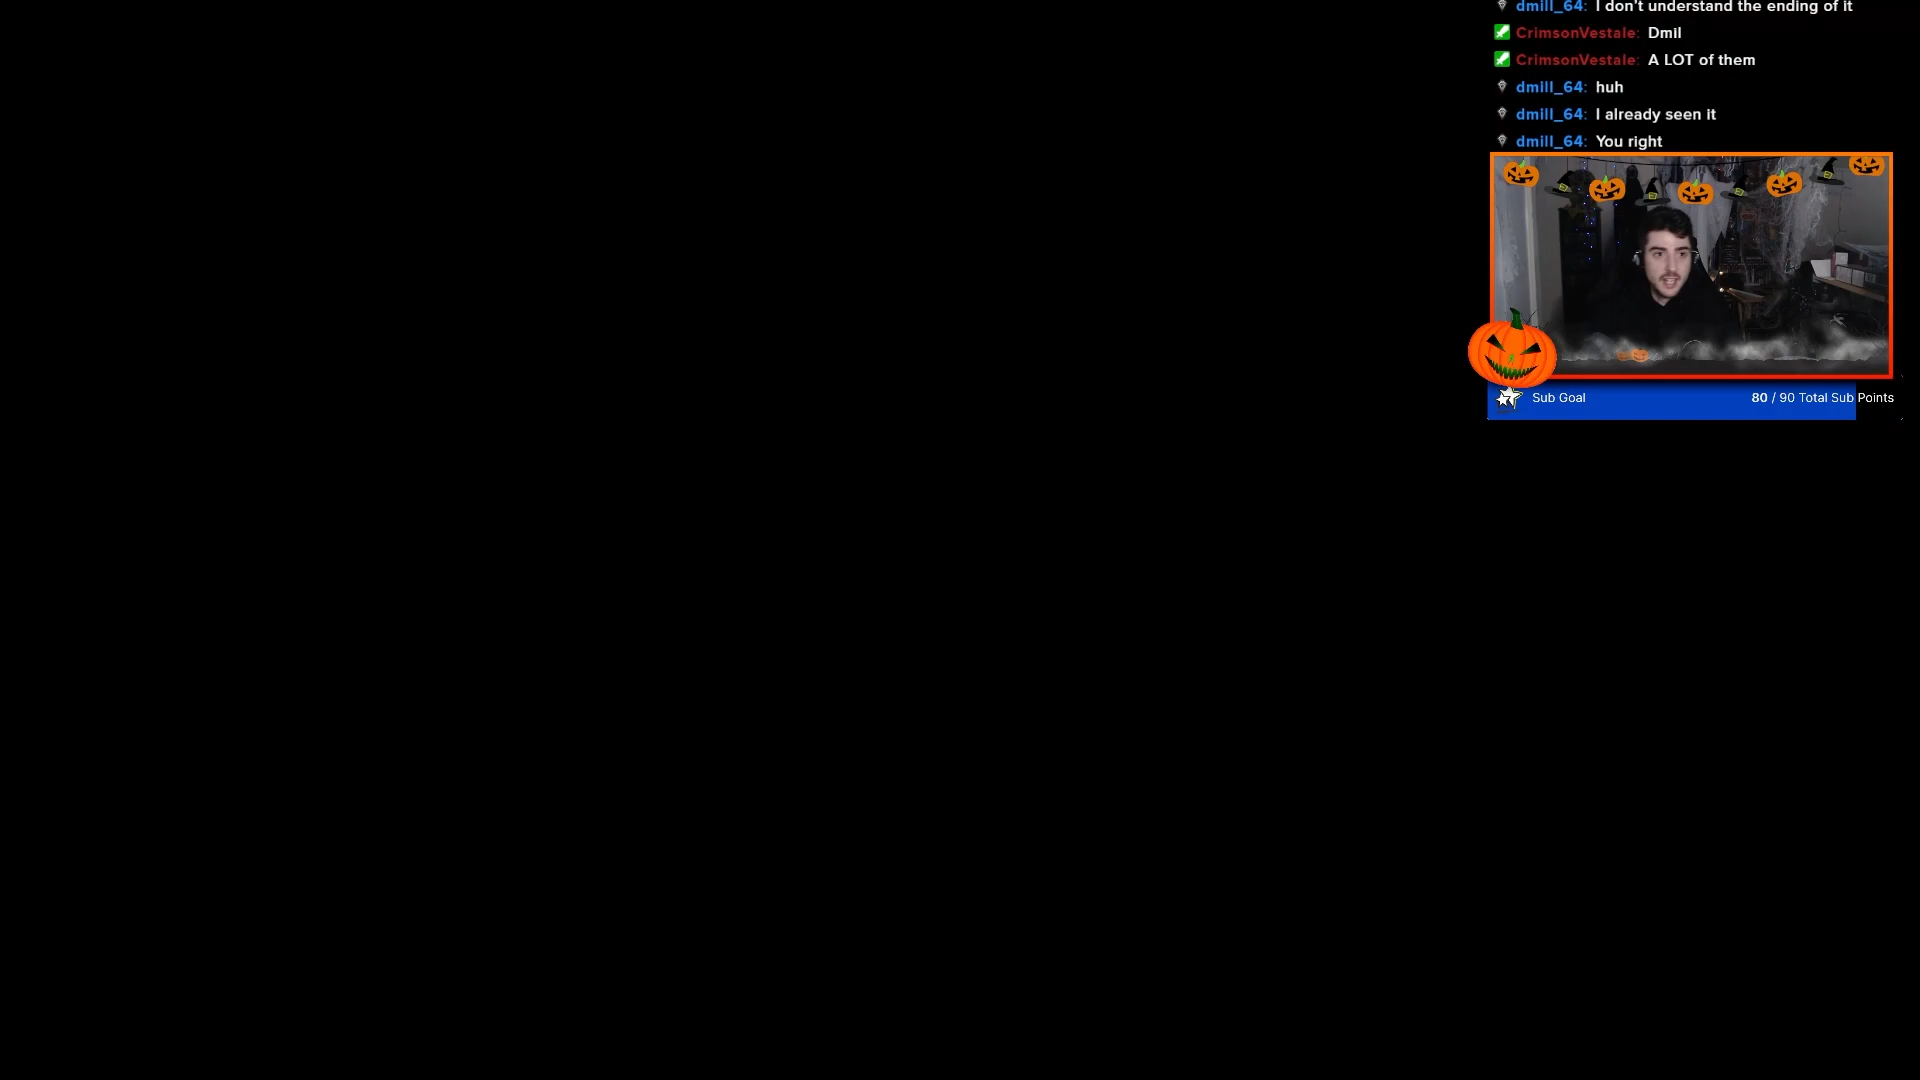 dmill_64: I don't understand the ending of it
CrimsonVestale: Dmil
CrimsonVestale: A LOT of them
dmill_64: huh
dmill_64: I already seen it
dmill_64: You right
Sub Goal 80 / 90 Total Sub Points